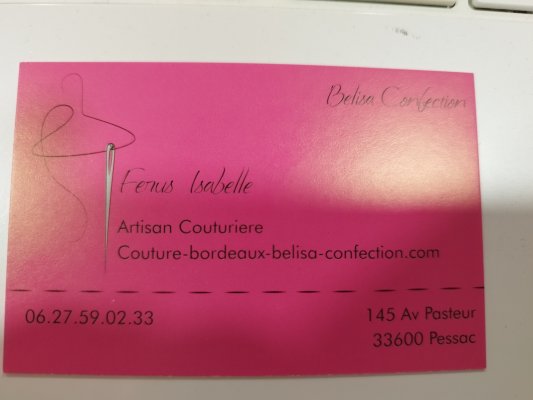 Belisa Confection
Ferus Isabelle
Artisan Couturiere
Couture-bordeaux-belisa-confection.com
06.27.59.02.33
145 Av Pasteur
33600 Pessac